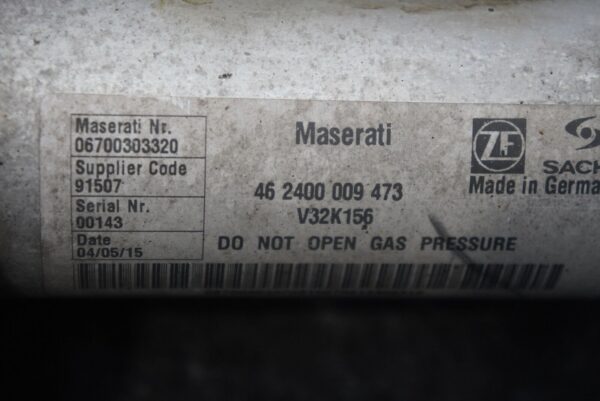 Maserati Nr.
06700303320
Supplier Code
91507
Serial Nr.
00143
Date
04/05/15
Maserati
46 2400 009 473
V32K156
DO NOT OPEN GAS PRESSURE
ZF
SACH
Made in Germa